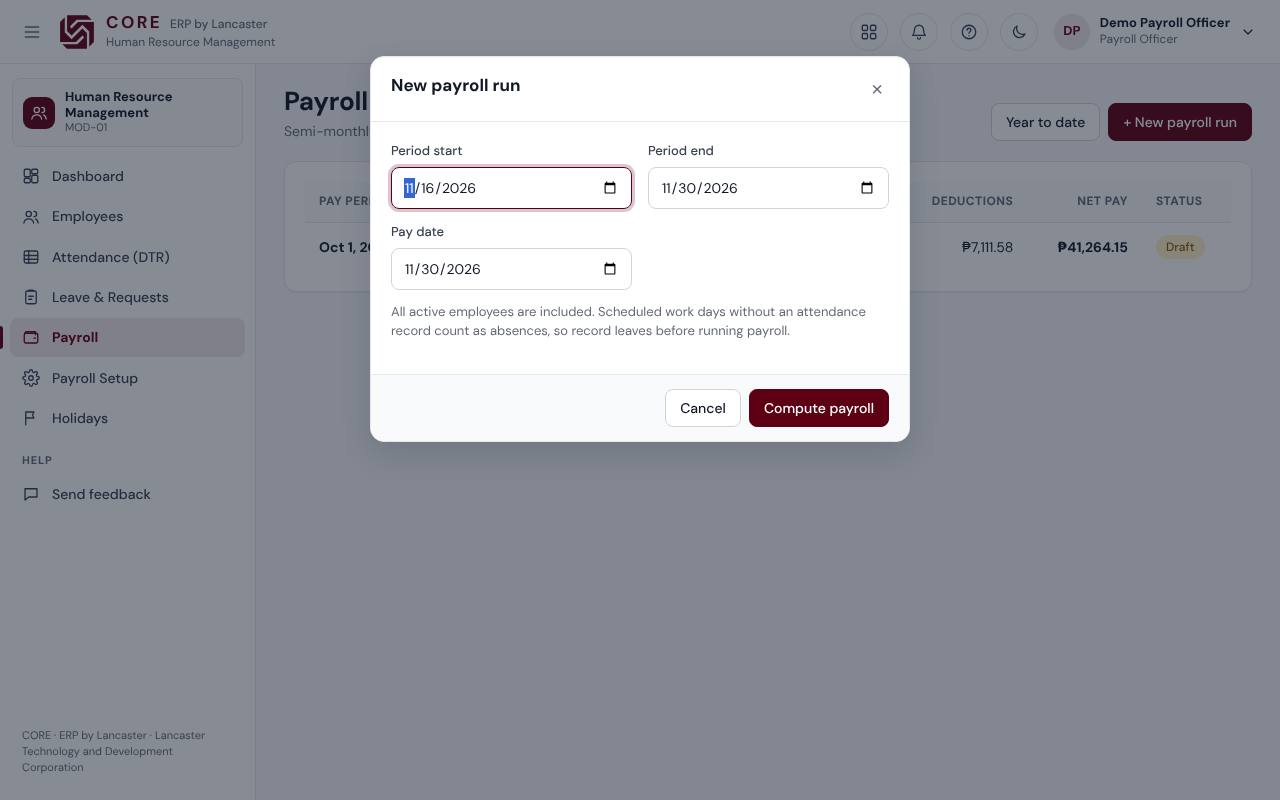 CORE ERP by Lancaster
Human Resource Management
DP
Demo Payroll Officer
Payroll Officer
Human Resource
Management
MOD-01
Dashboard
Employees
Attendance (DTR)
Leave & Requests
Payroll
Payroll Setup
Holidays
HELP
Send feedback
CORE · ERP by Lancaster · Lancaster
Technology and Development
Corporation
Payroll
Year to date
+ New payroll run
DEDUCTIONS NET PAY STATUS
Oct 1, ₱7,111.58 ₱41,264.15 Draft
New payroll run
×
Period start Period end
11/16/2026 11/30/2026
Pay date
11/30/2026
All active employees are included. Scheduled work days without an attendance
record count as absences, so record leaves before running payroll.
Cancel Compute payroll